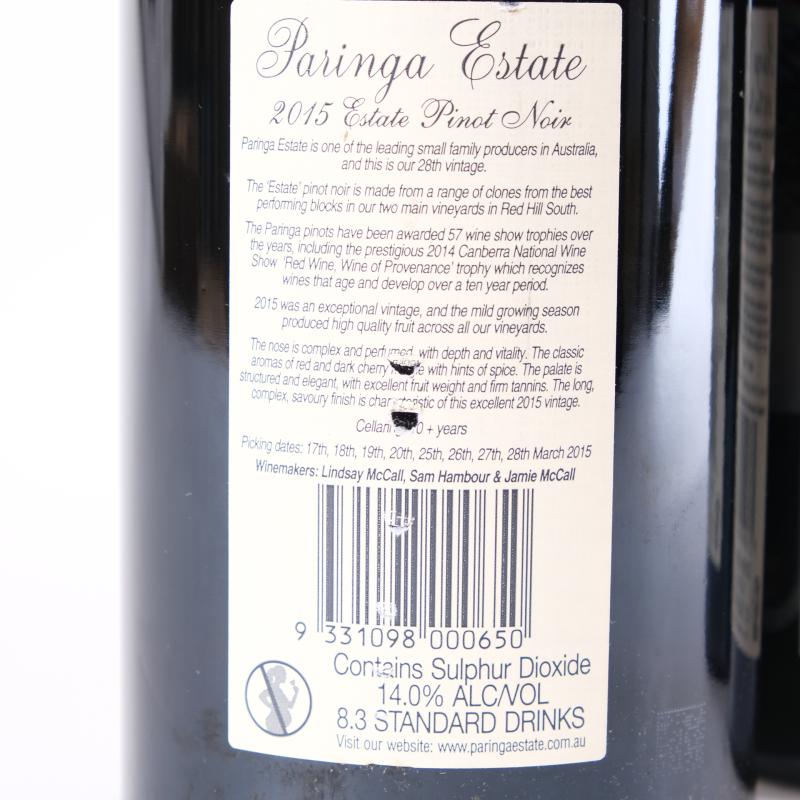 Paringa Estate
2015 Estate Pinot Noir
Paringa Estate is one of the leading small family producers in Australia,
and this is our 28th vintage.
The 'Estate' pinot noir is made from a range of clones from the best
performing blocks in our two main vineyards in Red Hill South.
The Paringa pinots have been awarded 57 wine show trophies over
the years, including the prestigious 2014 Canberra National Wine
Show 'Red Wine, Wine of Provenance' trophy which recognizes
wines that age and develop over a ten year period.
2015 was an exceptional vintage, and the mild growing season
produced high quality fruit across all our vineyards.
The nose is complex and perfumed, with depth and vitality. The classic
aromas of red and dark cherry with hints of spice. The palate is
structured and elegant, with excellent fruit weight and firm tannins. The long,
complex, savoury finish is characteristic of this excellent 2015 vintage.
+ years
Picking dates: 17th, 18th, 19th, 20th, 25th, 26th, 27th, 28th March 2015
Winemakers: Lindsay McCall, Sam Hambour & Jamie McCall
9 331098 000650
Contains Sulphur Dioxide
14.0% ALC/VOL
8.3 STANDARD DRINKS
Visit our website: www.paringaestate.com.au